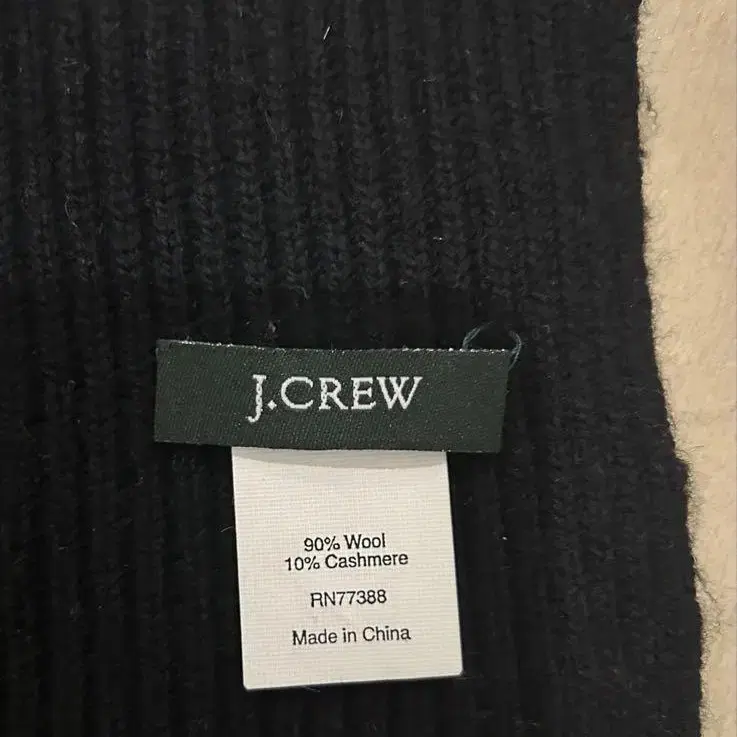 J.CREW
90% Wool
10% Cashmere
RN77388
Made in China